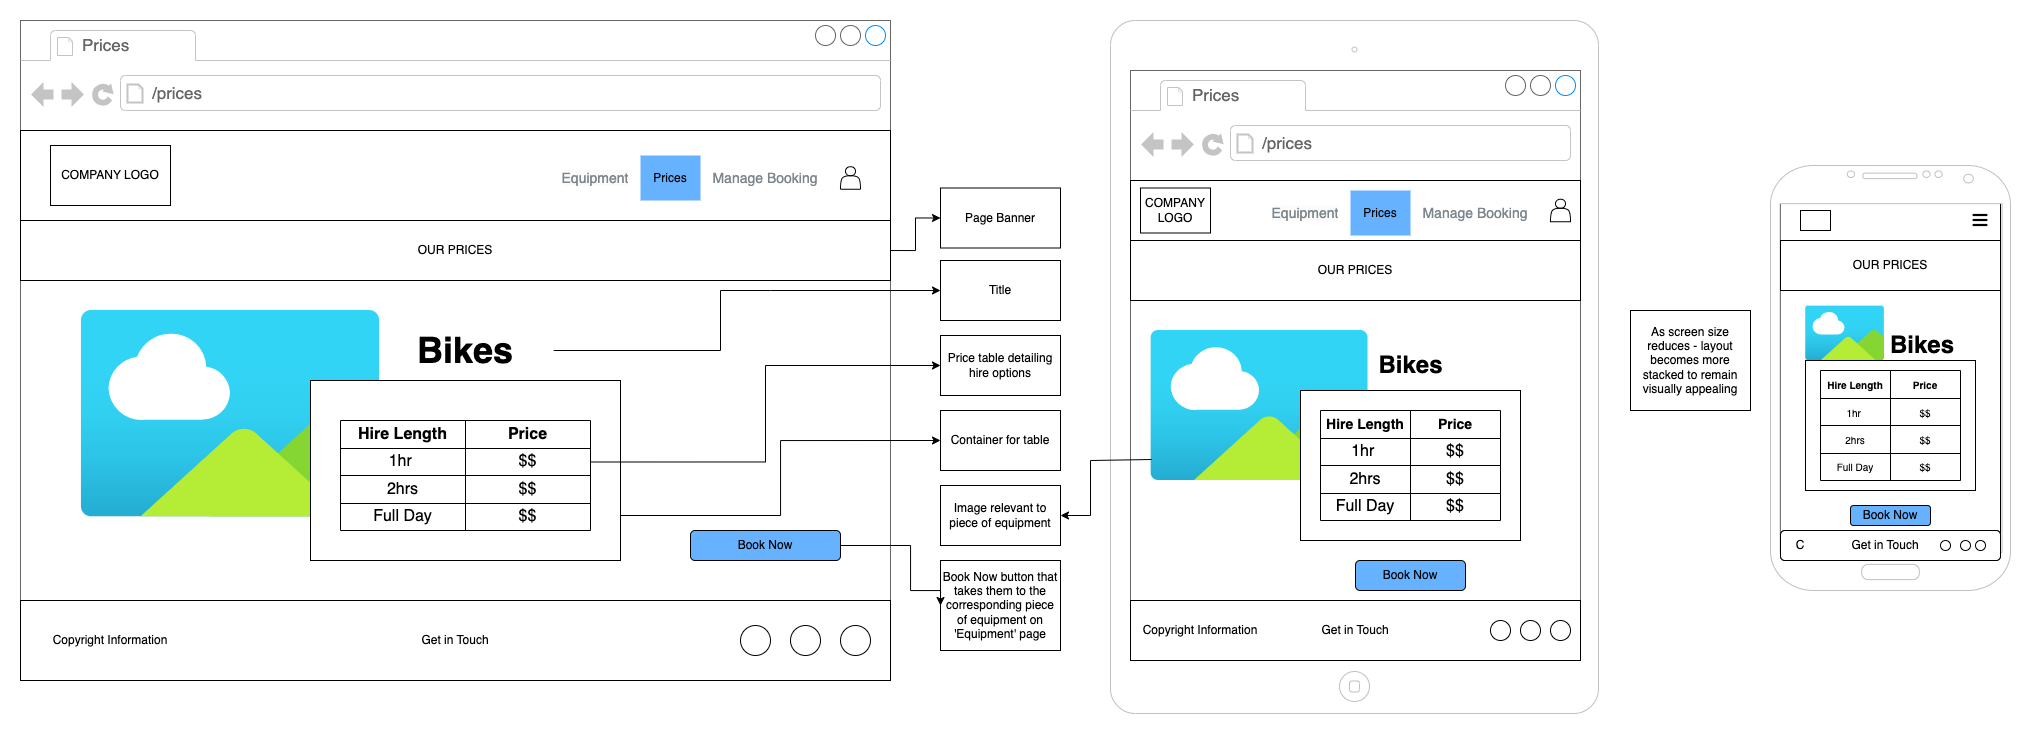 Prices
/prices
COMPANY LOGO
Equipment
Prices
Manage Booking
OUR PRICES
Bikes
Hire Length Price
1hr $$
2hrs $$
Full Day $$
Book Now
Copyright Information
Get in Touch
Page Banner
Title
Price table detailing
hire options
Container for table
Image relevant to
piece of equipment
Book Now button that
takes them to the
corresponding piece
of equipment on
'Equipment' page
Prices
/prices
COMPANY
LOGO
Equipment
Prices
Manage Booking
OUR PRICES
Bikes
Hire Length Price
1hr $$
2hrs $$
Full Day $$
Book Now
Copyright Information
Get in Touch
As screen size
reduces - layout
becomes more
stacked to remain
visually appealing
OUR PRICES
Bikes
Hire Length Price
1hr $$
2hrs $$
Full Day $$
Book Now
C
Get in Touch